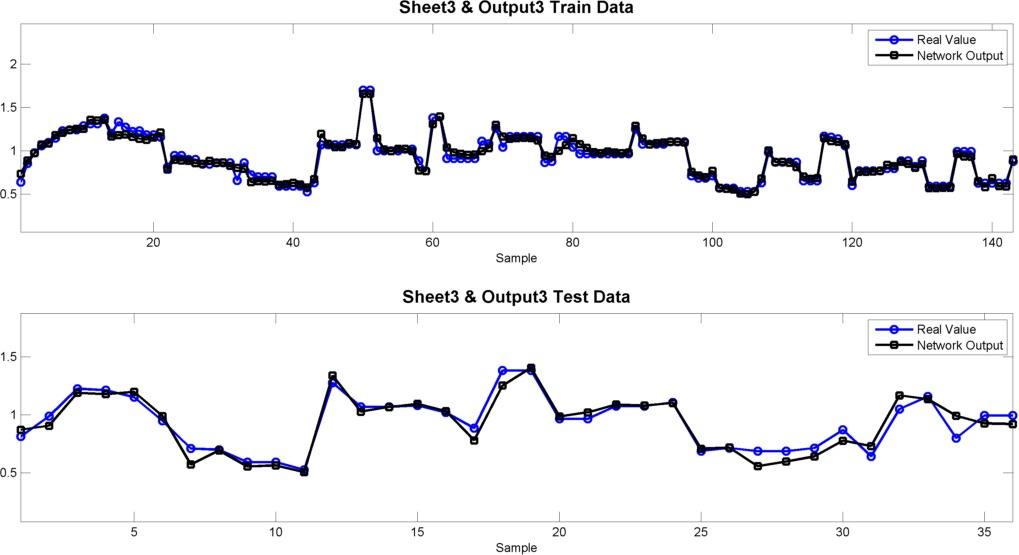 Sheet3 & Output3 Train Data
Real Value
Network Output
2
1.5
1
0.5
20 40 60 80 100 120 140
Sample
Sheet3 & Output3 Test Data
Real Value
Network Output
1.5
1
0.5
5 10 15 20 25 30 35
Sample